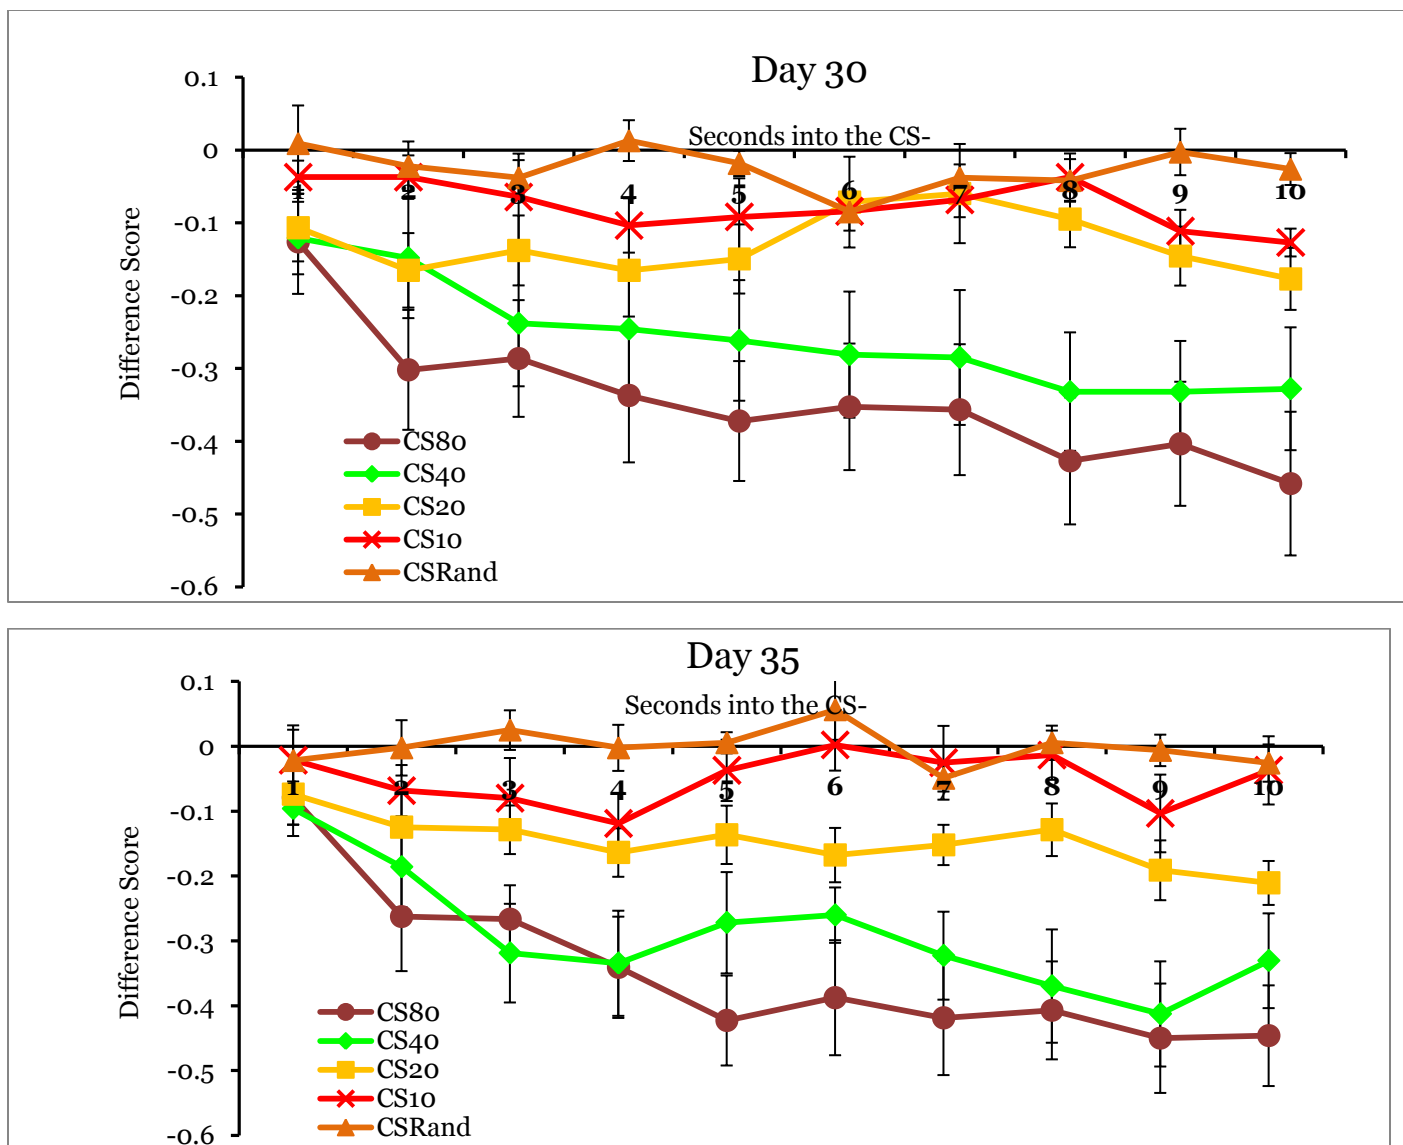 Day 30
0.1
Seconds into the CS-
0
1 2 3 4 5 6 7 8 9 10
-0.1
-0.2
-0.3
-0.4
-0.5
-0.6
Difference Score
CS80
CS40
CS20
CS10
CSRand
Day 35
0.1
Seconds into the CS-
0
1 2 3 4 5 6 7 8 9 10
-0.1
-0.2
-0.3
-0.4
-0.5
-0.6
Difference Score
CS80
CS40
CS20
CS10
CSRand